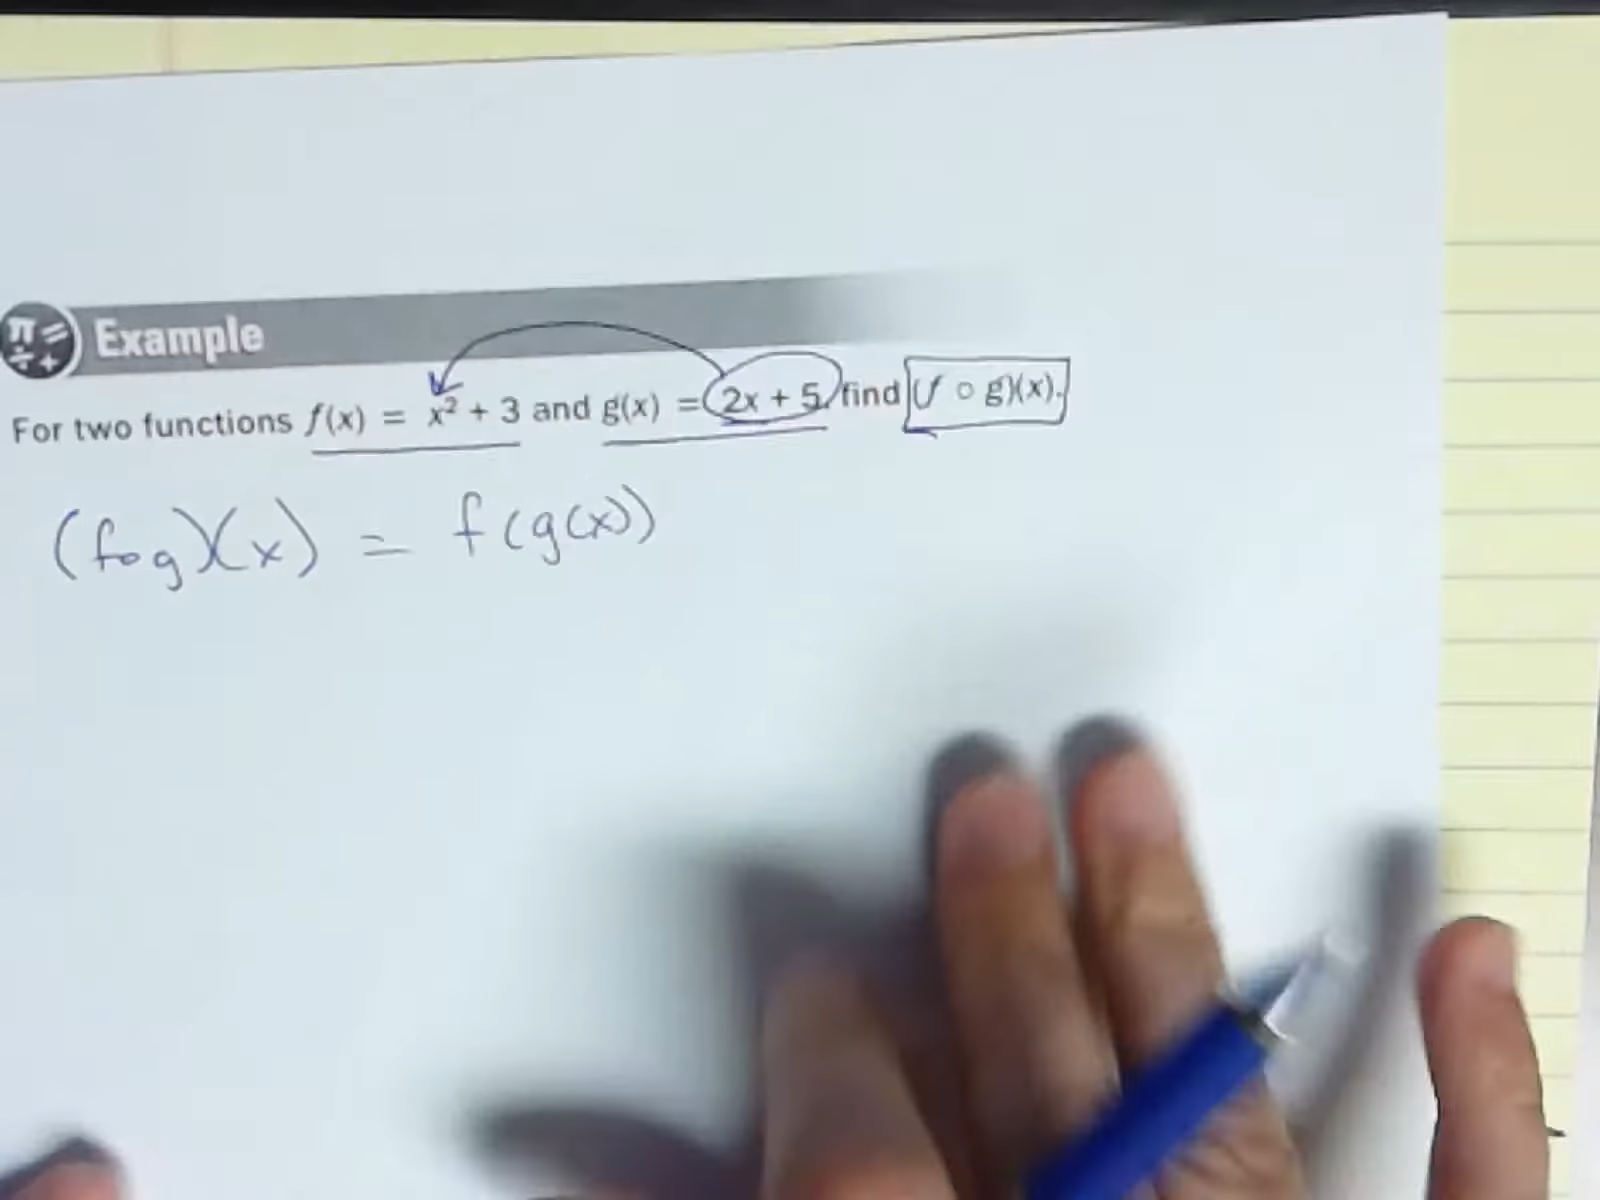 π = ÷ + Example
For two functions f(x) = x² + 3 and g(x) = 2x + 5, find (f ∘ g)(x).
(f∘g)(x) = f(g(x))